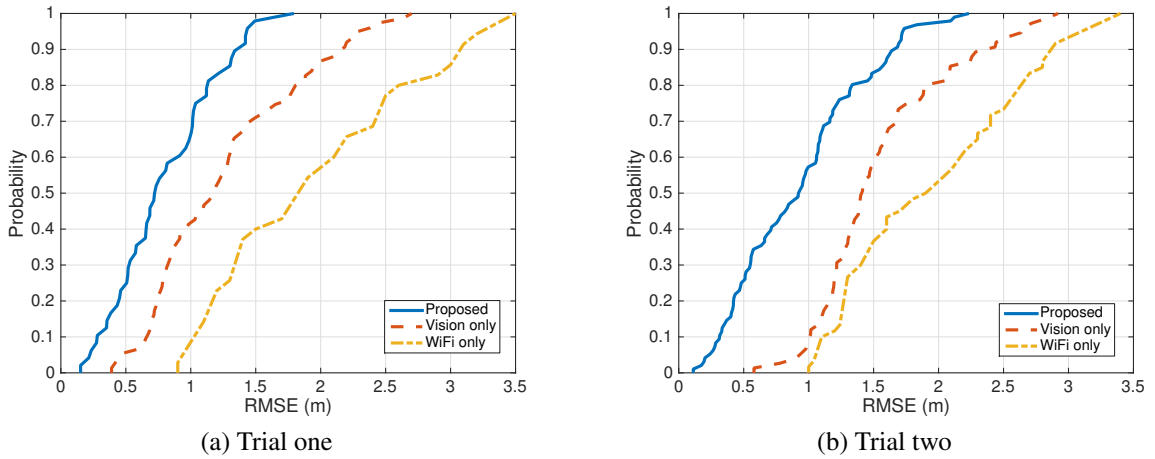 1
0.9
0.8
0.7
0.6
0.5
0.4
0.3
0.2
0.1
0
Probability
0 0.5 1 1.5 2 2.5 3 3.5
RMSE (m)
Proposed
Vision only
WiFi only
(a) Trial one
1
0.9
0.8
0.7
0.6
0.5
0.4
0.3
0.2
0.1
0
Probability
0 0.5 1 1.5 2 2.5 3 3.5
RMSE (m)
Proposed
Vision only
WiFi only
(b) Trial two